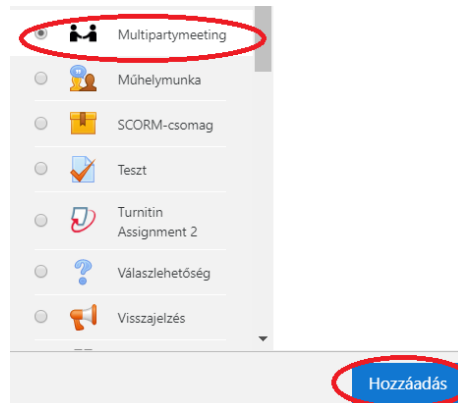 Multipartymeeting
Műhelymunka
SCORM-csomag
Teszt
Turnitin
Assignment 2
Válaszlehetőség
Visszajelzés
Hozzáadás